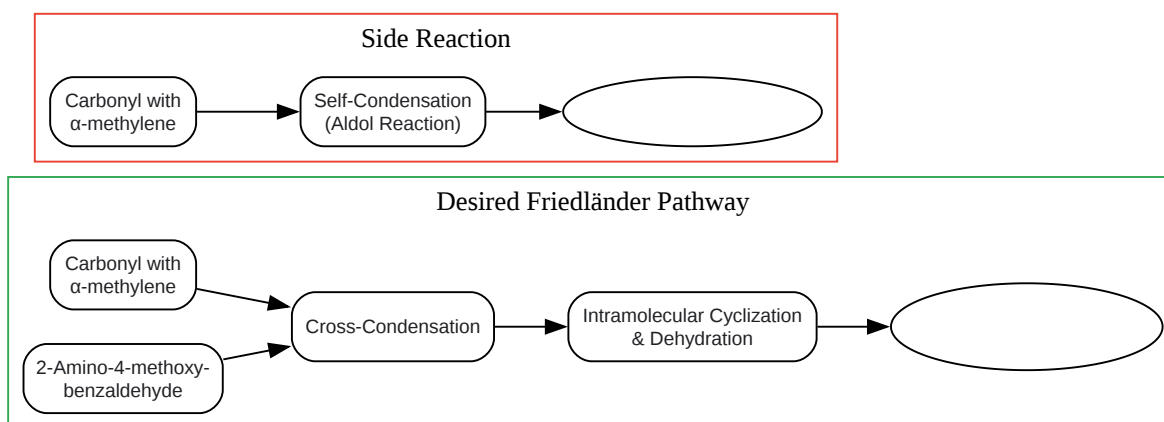 Side Reaction
Carbonyl with
α-methylene
Self-Condensation
(Aldol Reaction)
Desired Friedländer Pathway
Carbonyl with
α-methylene
2-Amino-4-methoxy-
benzaldehyde
Cross-Condensation
Intramolecular Cyclization
& Dehydration